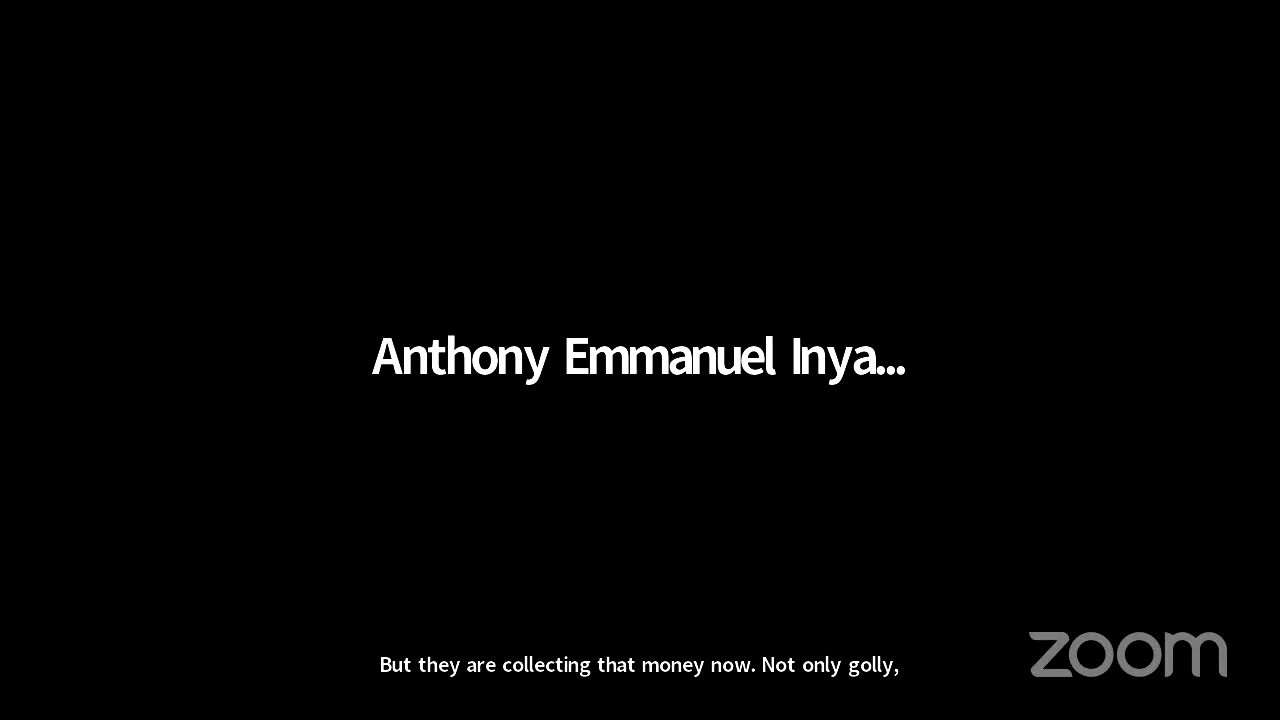 Anthony Emmanuel Inya...
But they are collecting that money now. Not only golly,
zoom